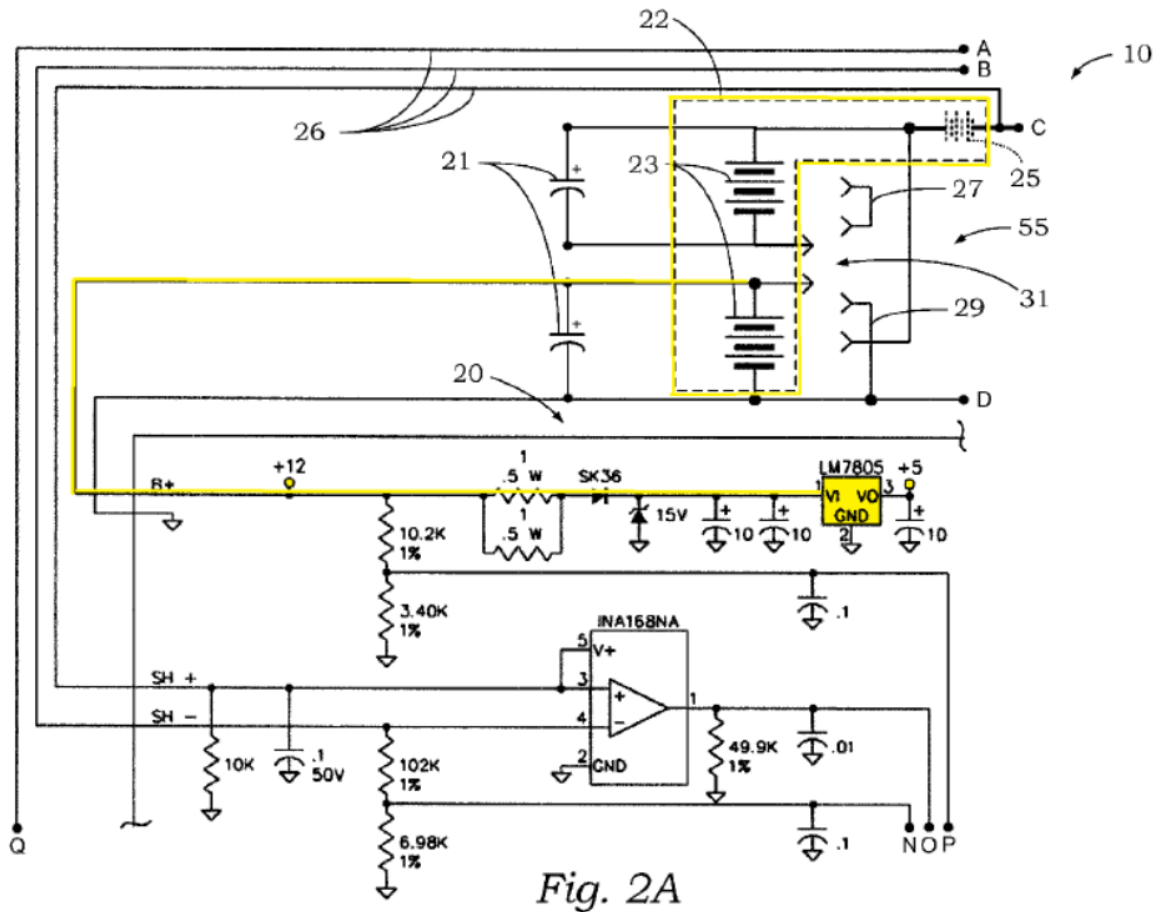 22
A
B
10
26
C
21
23
25
27
55
31
29
20
D
B+
+12
1
.5 W
SK36
LM7805
+5
1
VI
VO
3
GND
2
15V
10
10
10
1
.5 W
10.2K
1%
3.40K
1%
.1
INA168NA
5
V+
SH +
3
+
1
SH -
4
-
2
GND
10K
.1
50V
102K
1%
49.9K
1%
.01
6.98K
1%
.1
Q
N O P
Fig. 2A